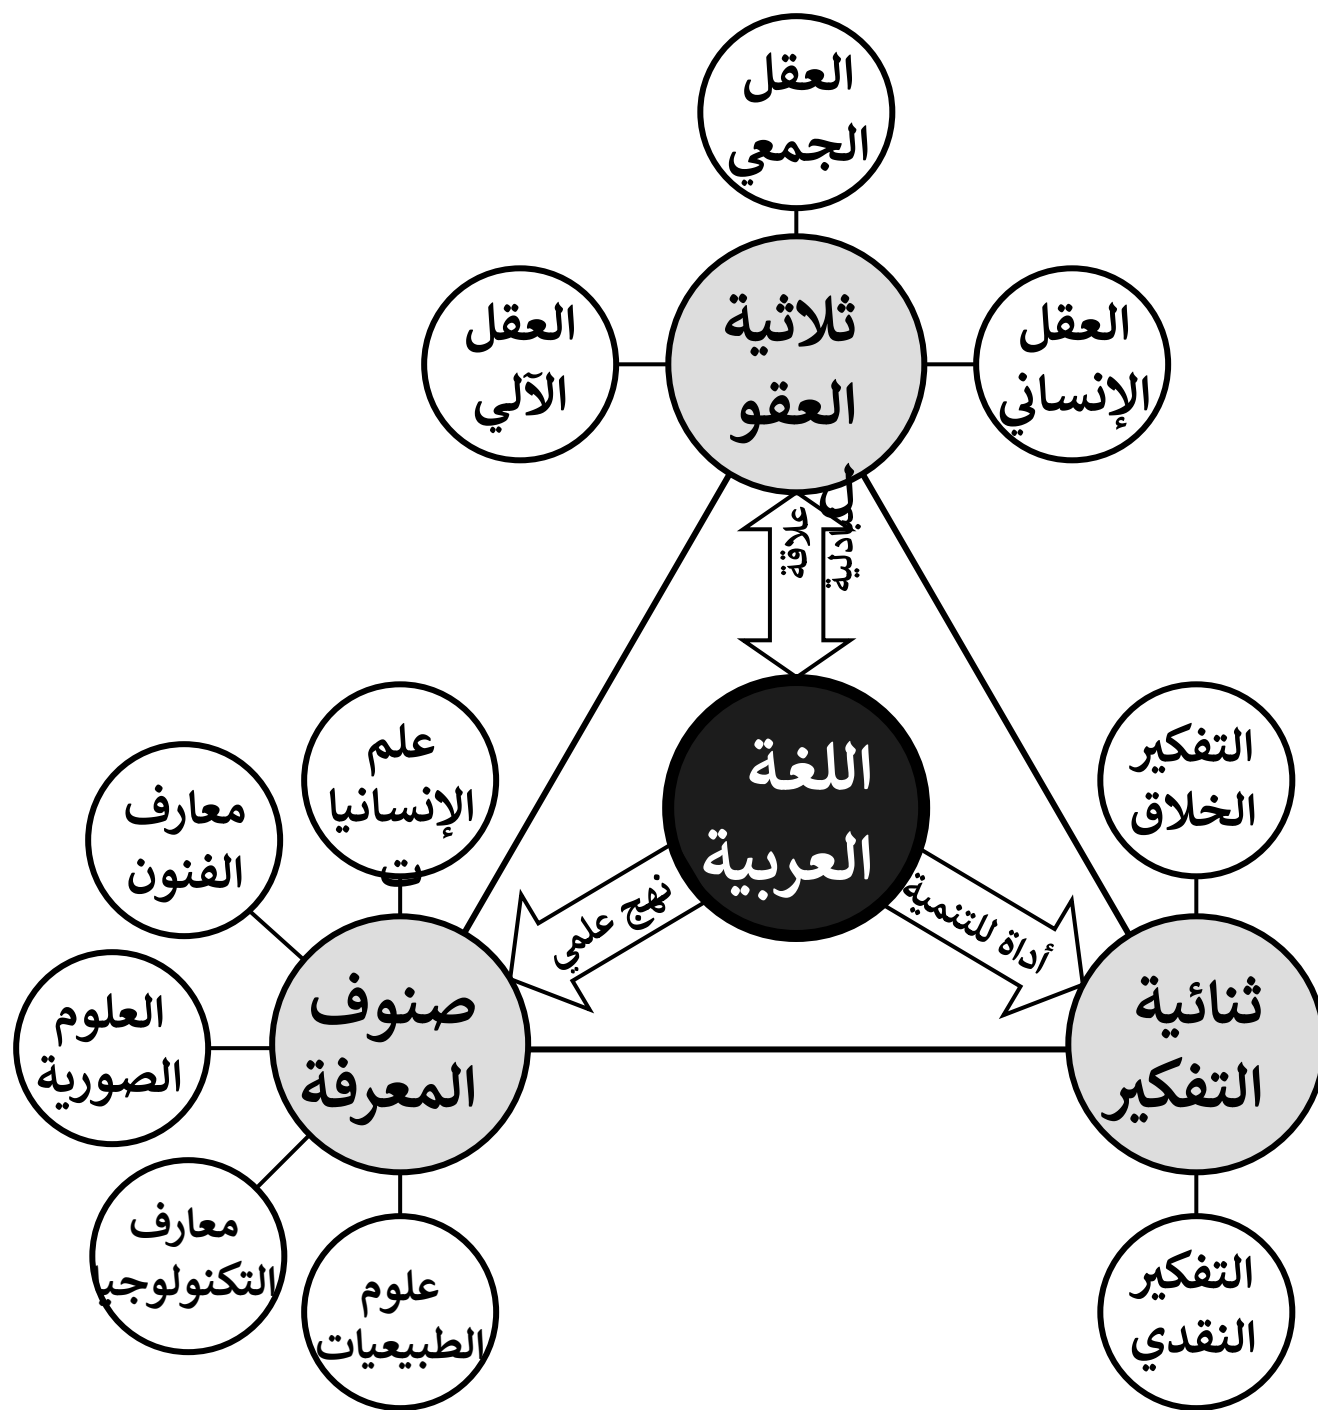 العقل
الجمعي
العقل
الإنساني
ثلاثية
العقو
ل
العقل
الآلي
علاقة
تبادلية
اللغة
العربية
أداة للتنمية
نهج علمي
التفكير
الخلاق
ثنائية
التفكير
التفكير
النقدي
علم
الإنسانيا
ت
معارف
الفنون
صنوف
المعرفة
العلوم
الصورية
معارف
التكنولوجيا
علوم
الطبيعيات